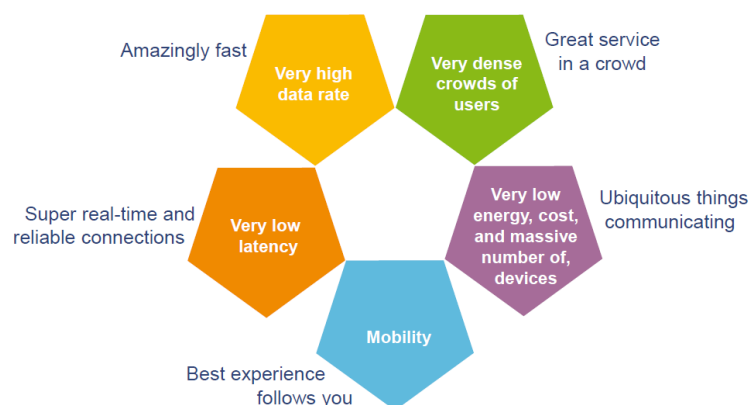 Amazingly fast
Very high
data rate
Very dense
crowds of
users
Great service
in a crowd
Super real-time and
reliable connections
Very low
latency
Very low
energy, cost,
and massive
number of,
devices
Ubiquitous things
communicating
Mobility
Best experience
follows you